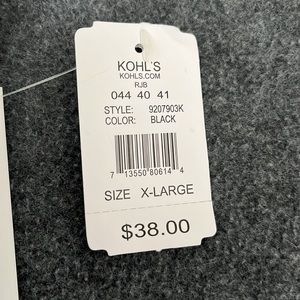 KOHL'S
KOHLS.COM
RJB
044 40 41
STYLE: 9207903K
COLOR: BLACK
7 13550 80614 4
SIZE X-LARGE
$38.00